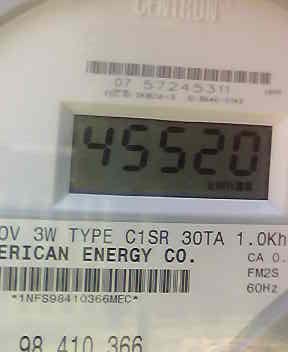 CENTRON
07 57245311
45520
0V 3W TYPE C1SR 30TA 1.0Kh
ERICAN ENERGY CO.
CA 0.
FM2S
60Hz
*1NFS98410366MEC*
98 410 366